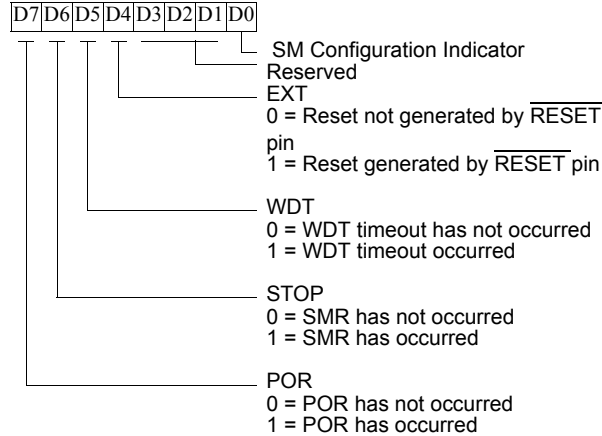 D7 D6 D5 D4 D3 D2 D1 D0
SM Configuration Indicator
Reserved
EXT
0 = Reset not generated by RESET
pin
1 = Reset generated by RESET pin
WDT
0 = WDT timeout has not occurred
1 = WDT timeout occurred
STOP
0 = SMR has not occurred
1 = SMR has occurred
POR
0 = POR has not occurred
1 = POR has occurred